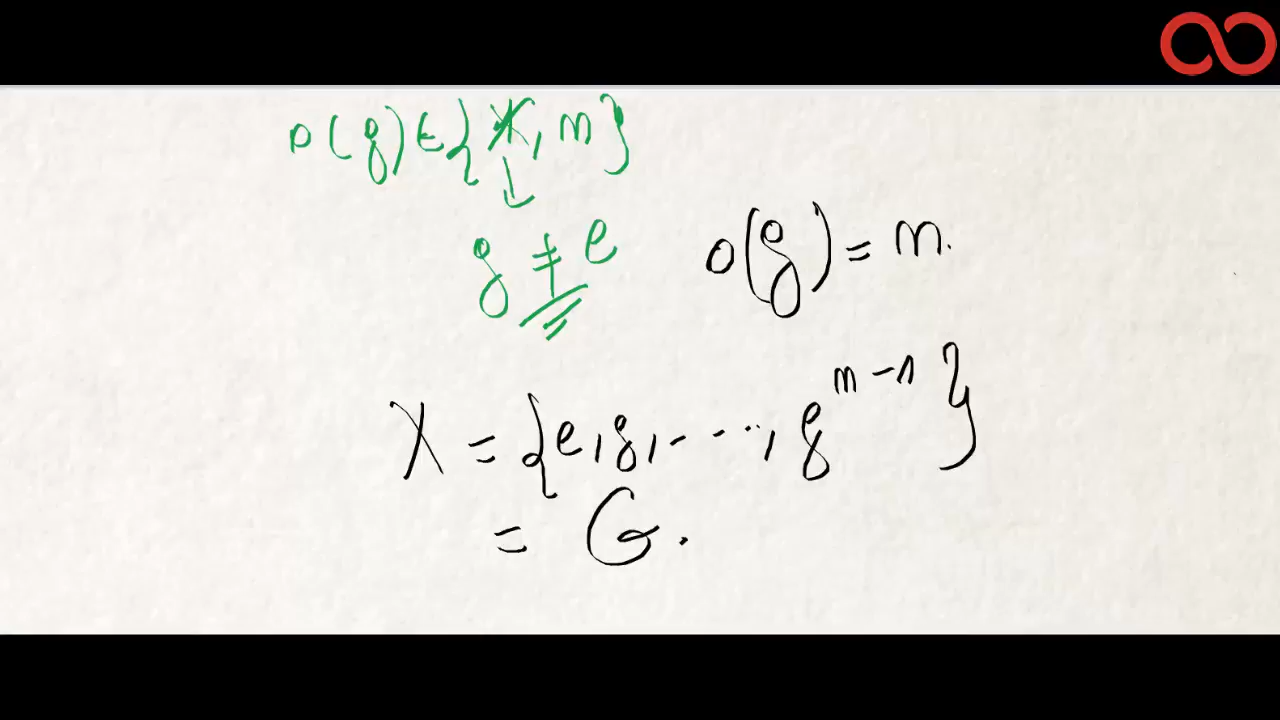 o(g) ∈ {1, n}
g ≠ e
o(g) = n.
X = {e, g, ----, g^{n-1}}
= G.